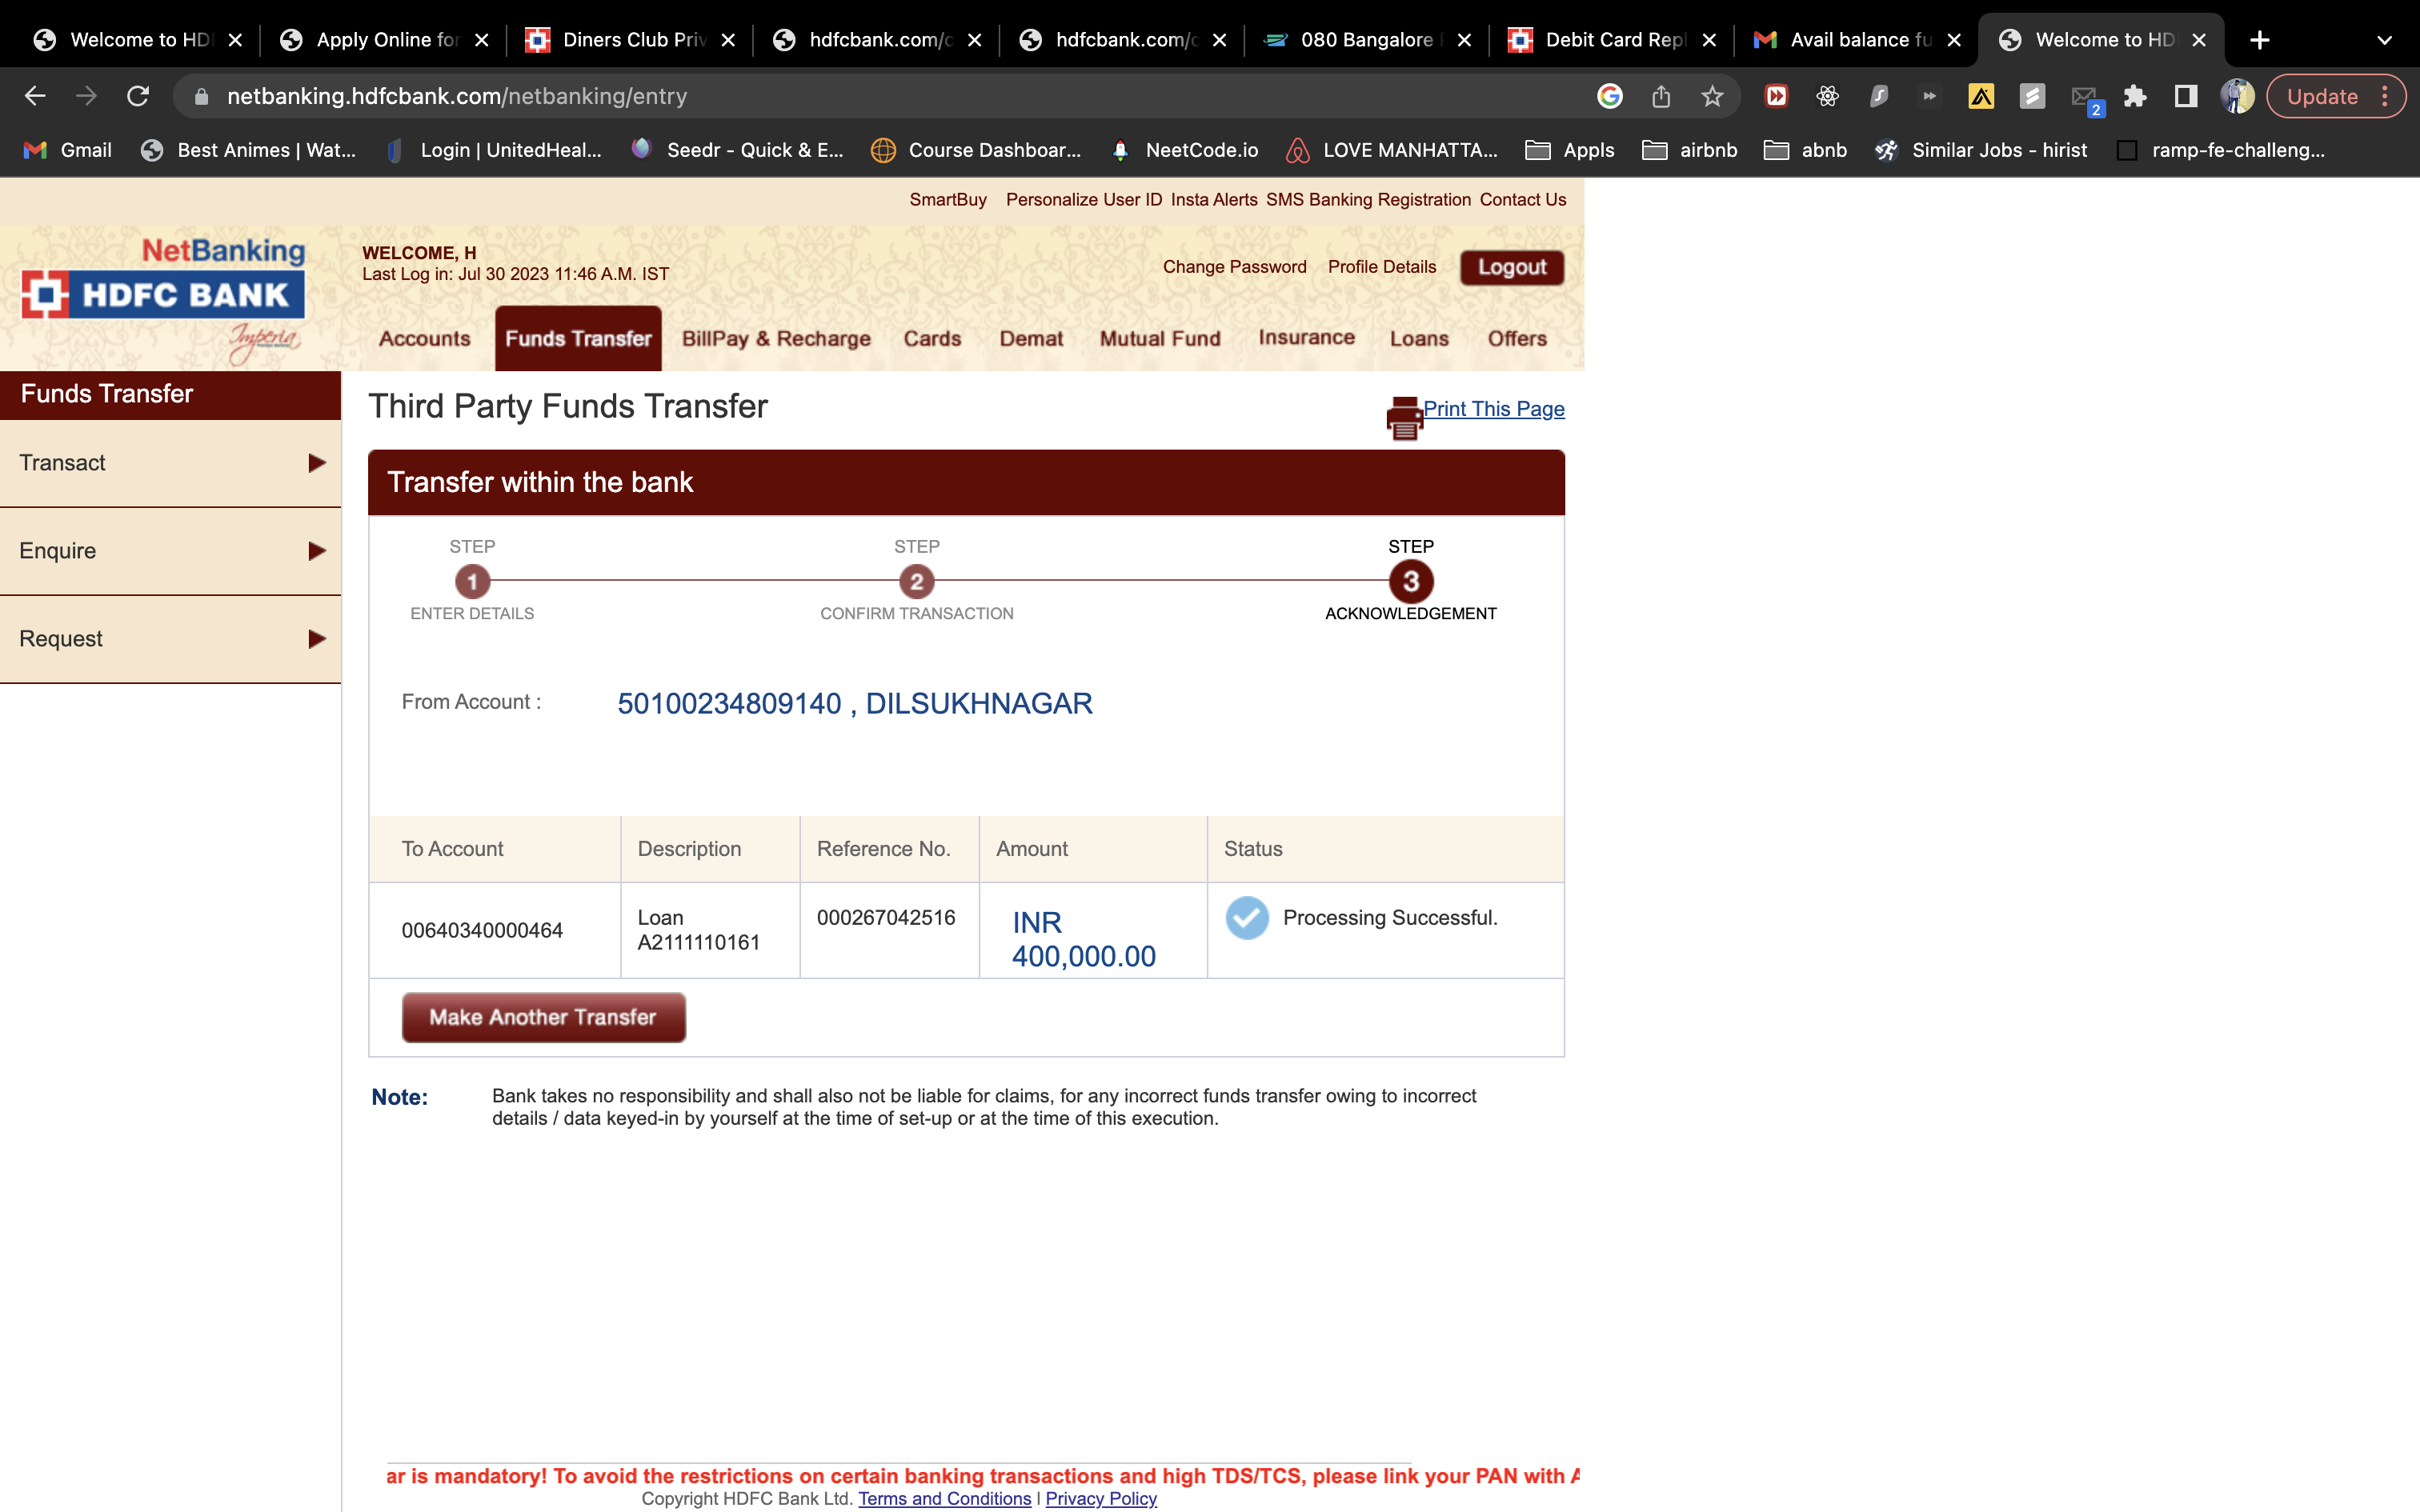 Welcome to HD
Apply Online for
Diners Club Priv
hdfcbank.com/c
hdfcbank.com/c
080 Bangalore
Debit Card Repl
Avail balance fu
Welcome to HD
netbanking.hdfcbank.com/netbanking/entry
2
Update
Gmail
Best Animes | Wat...
Login | UnitedHeal...
Seedr - Quick & E...
Course Dashboar...
NeetCode.io
LOVE MANHATTA...
Appls
airbnb
abnb
Similar Jobs - hirist
ramp-fe-challeng...
SmartBuy Personalize User ID Insta Alerts SMS Banking Registration Contact Us
NetBanking
HDFC BANK
Imperia
WELCOME, H
Last Log in: Jul 30 2023 11:46 A.M. IST
Change Password Profile Details Logout
Accounts Funds Transfer BillPay & Recharge Cards Demat Mutual Fund Insurance Loans Offers
Funds Transfer
Transact
Enquire
Request
Third Party Funds Transfer
Print This Page
Transfer within the bank
STEP STEP STEP
1 2 3
ENTER DETAILS CONFIRM TRANSACTION ACKNOWLEDGEMENT
From Account : 50100234809140 , DILSUKHNAGAR
To Account Description Reference No. Amount Status
00640340000464
Loan
A2111110161
000267042516
INR
400,000.00
Processing Successful.
Make Another Transfer
Note: Bank takes no responsibility and shall also not be liable for claims, for any incorrect funds transfer owing to incorrect
details / data keyed-in by yourself at the time of set-up or at the time of this execution.
ar is mandatory! To avoid the restrictions on certain banking transactions and high TDS/TCS, please link your PAN with A
Copyright HDFC Bank Ltd. Terms and Conditions | Privacy Policy